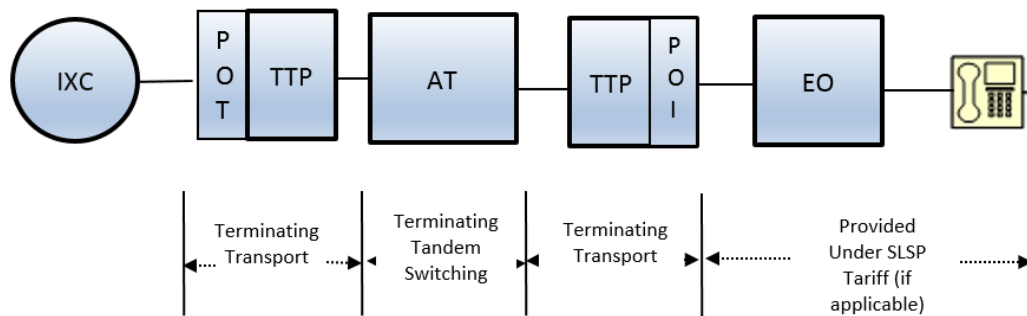 IXC
P
O
T
TTP
AT
TTP
P
O
I
EO
Terminating
Transport
Terminating
Tandem
Switching
Terminating
Transport
Provided
Under SLSP
Tariff (if
applicable)